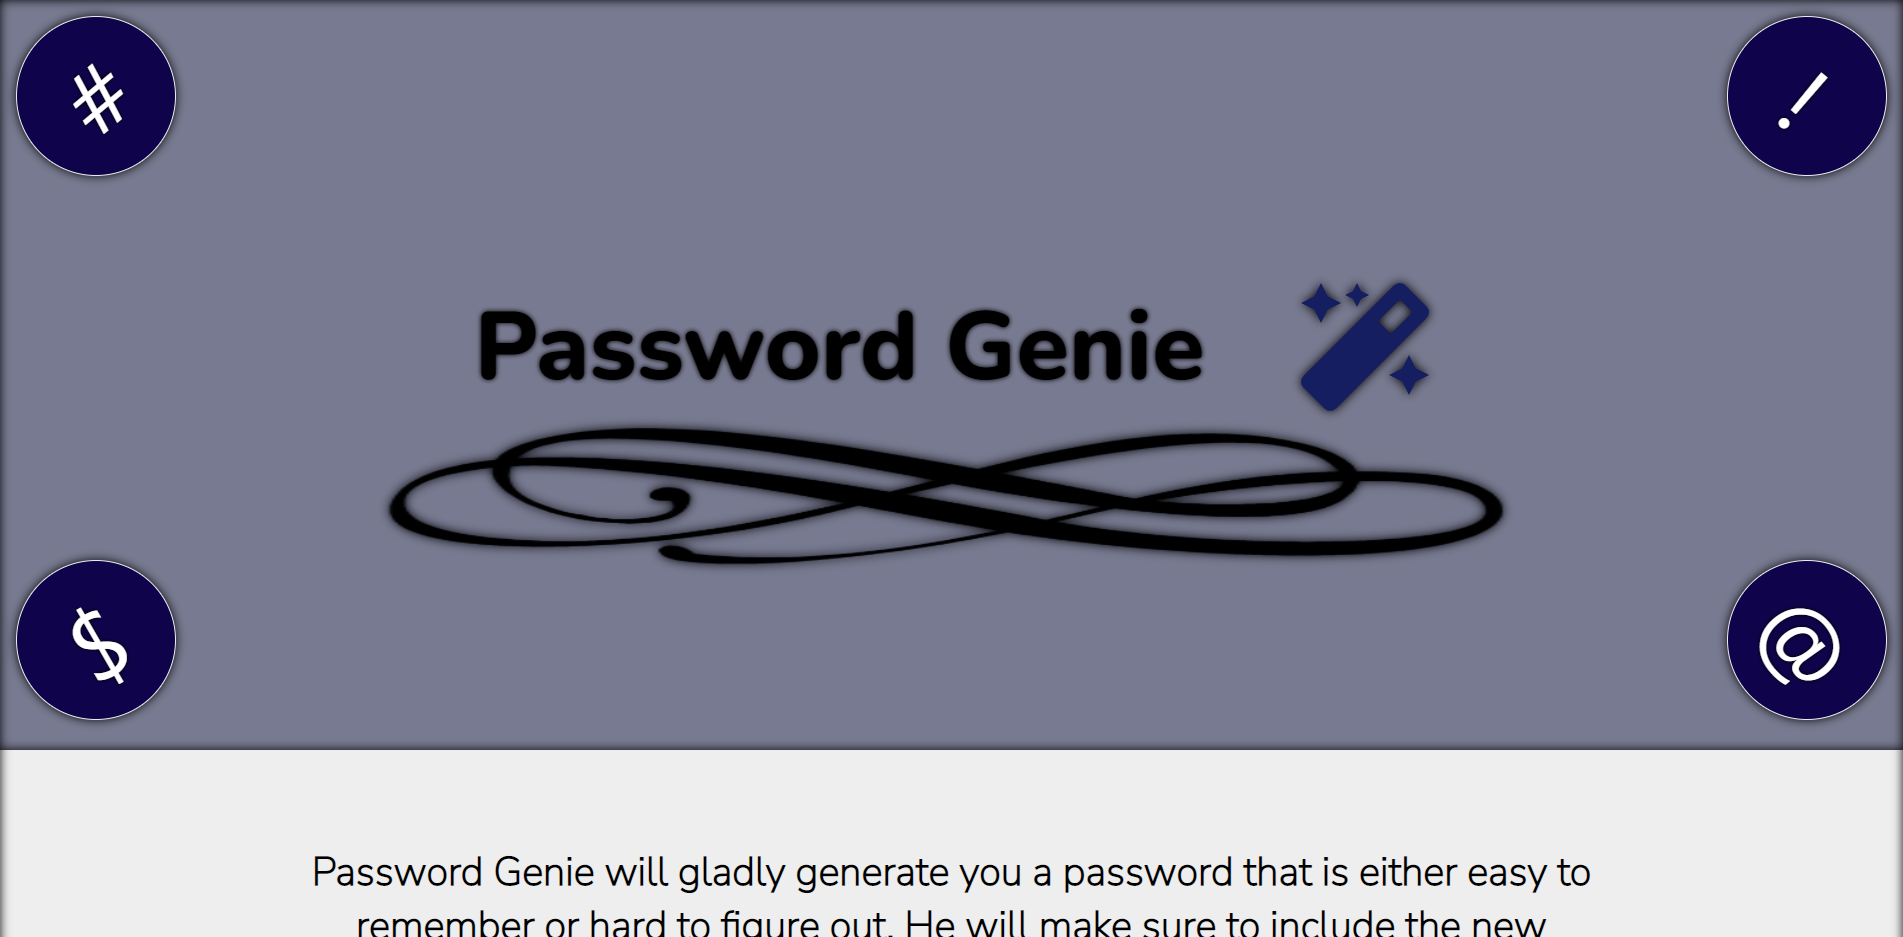 #
!
Password Genie
$
@
Password Genie will gladly generate you a password that is either easy to
remember or hard to figure out. He will make sure to include the new